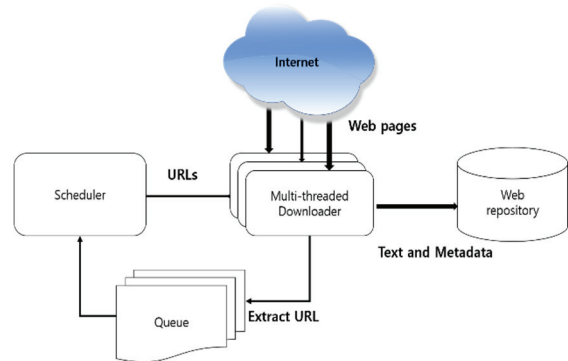 Internet
Web pages
Scheduler
URLs
Multi-threaded
Downloader
Web
repository
Text and Metadata
Queue
Extract URL